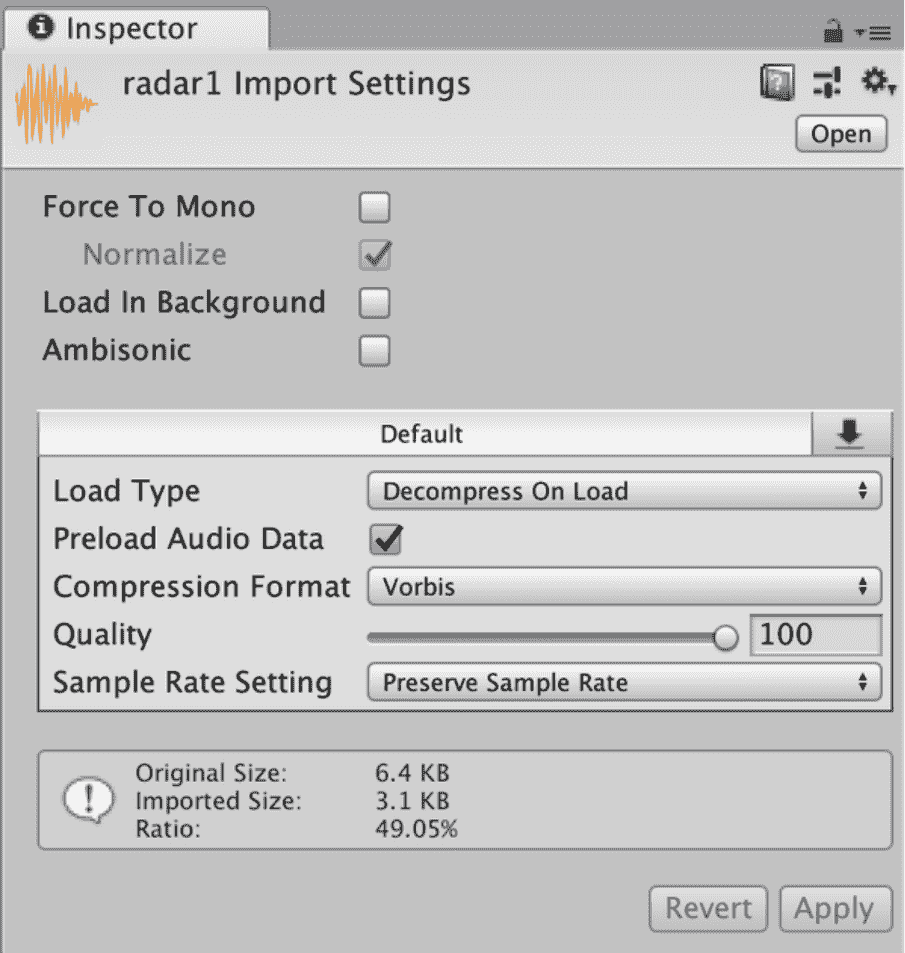 Inspector
radar1 Import Settings
Open
Force To Mono
Normalize
Load In Background
Ambisonic
Default
Load Type Decompress On Load
Preload Audio Data
Compression Format Vorbis
Quality 100
Sample Rate Setting Preserve Sample Rate
Original Size: 6.4 KB
Imported Size: 3.1 KB
Ratio: 49.05%
Revert Apply